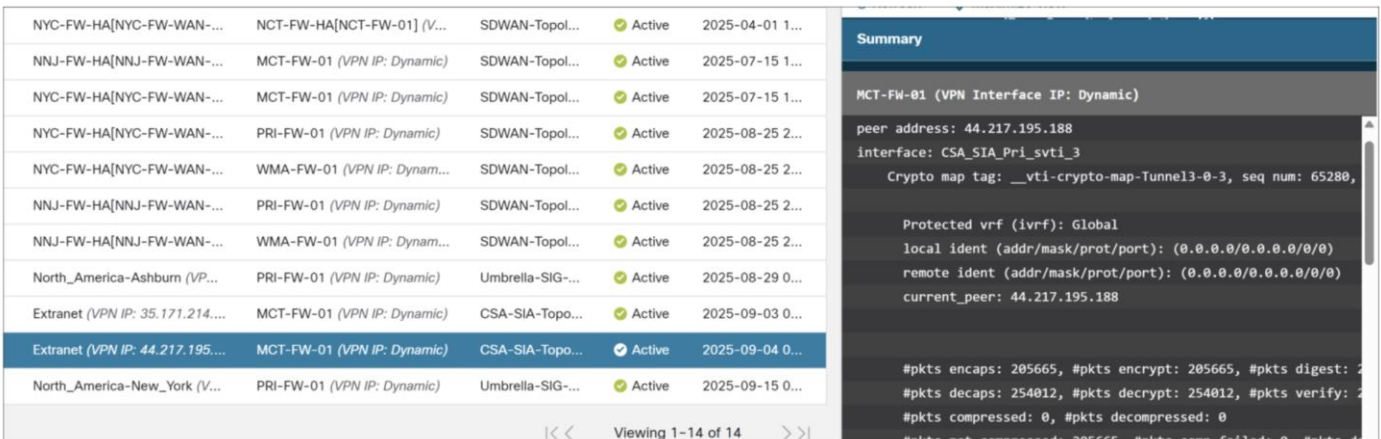 NYC-FW-HA[NYC-FW-WAN-... NCT-FW-HA[NCT-FW-01] (V... SDWAN-Topol... Active 2025-04-01 1...
NNJ-FW-HA[NNJ-FW-WAN-... MCT-FW-01 (VPN IP: Dynamic) SDWAN-Topol... Active 2025-07-15 1...
NYC-FW-HA[NYC-FW-WAN-... MCT-FW-01 (VPN IP: Dynamic) SDWAN-Topol... Active 2025-07-15 1...
NYC-FW-HA[NYC-FW-WAN-... PRI-FW-01 (VPN IP: Dynamic) SDWAN-Topol... Active 2025-08-25 2...
NYC-FW-HA[NYC-FW-WAN-... WMA-FW-01 (VPN IP: Dynam... SDWAN-Topol... Active 2025-08-25 2...
NNJ-FW-HA[NNJ-FW-WAN-... PRI-FW-01 (VPN IP: Dynamic) SDWAN-Topol... Active 2025-08-25 2...
NNJ-FW-HA[NNJ-FW-WAN-... WMA-FW-01 (VPN IP: Dynam... SDWAN-Topol... Active 2025-08-25 2...
North_America-Ashburn (VP... PRI-FW-01 (VPN IP: Dynamic) Umbrella-SIG-... Active 2025-08-29 0...
Extranet (VPN IP: 35.171.214.... MCT-FW-01 (VPN IP: Dynamic) CSA-SIA-Topo... Active 2025-09-03 0...
Extranet (VPN IP: 44.217.195.... MCT-FW-01 (VPN IP: Dynamic) CSA-SIA-Topo... Active 2025-09-04 0...
North_America-New_York (V... PRI-FW-01 (VPN IP: Dynamic) Umbrella-SIG-... Active 2025-09-15 0...
|< < Viewing 1-14 of 14 > >|
Summary
MCT-FW-01 (VPN Interface IP: Dynamic)
peer address: 44.217.195.188
interface: CSA_SIA_Pri_svti_3
Crypto map tag: __vti-crypto-map-Tunnel3-0-3, seq num: 65280,
Protected vrf (ivrf): Global
local ident (addr/mask/prot/port): (0.0.0.0/0.0.0.0/0/0)
remote ident (addr/mask/prot/port): (0.0.0.0/0.0.0.0/0/0)
current_peer: 44.217.195.188
#pkts encaps: 205665, #pkts encrypt: 205665, #pkts digest: 2
#pkts decaps: 254012, #pkts decrypt: 254012, #pkts verify: 2
#pkts compressed: 0, #pkts decompressed: 0